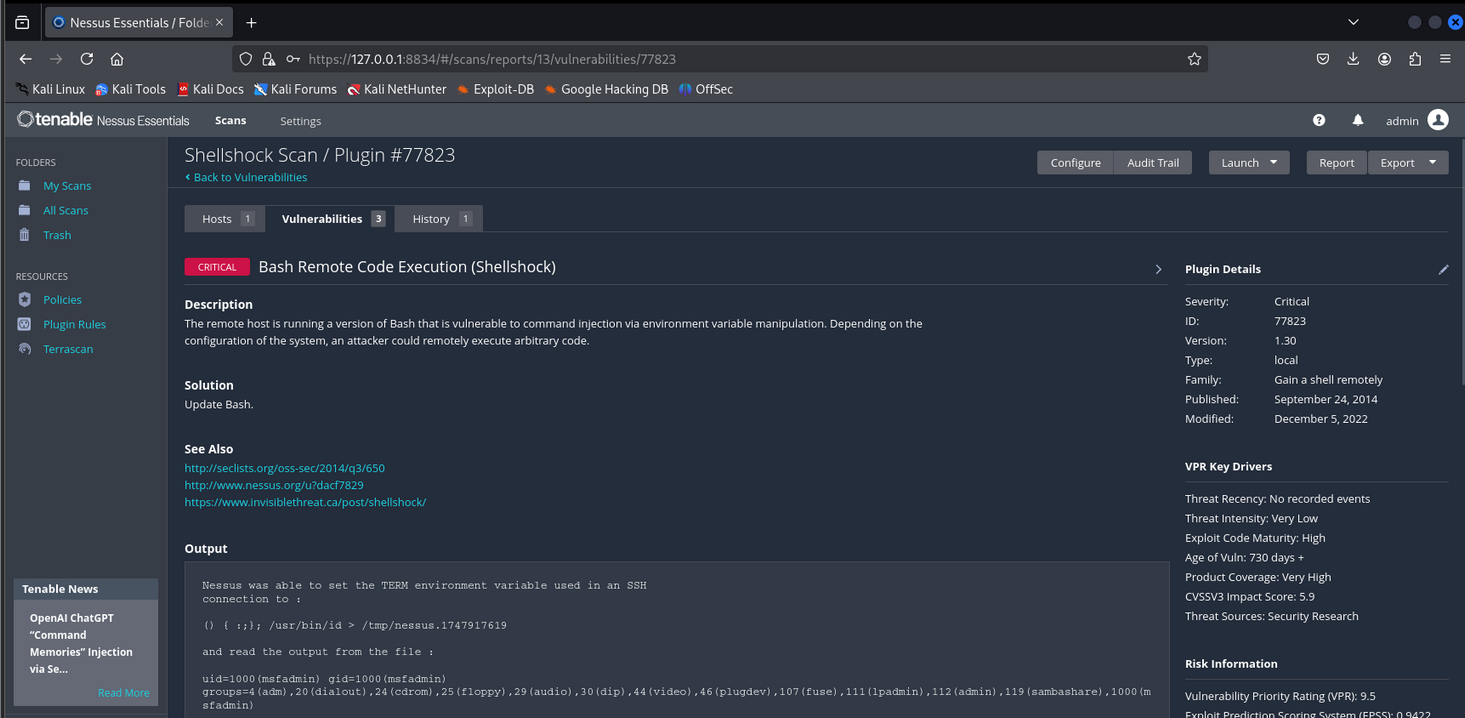 Nessus Essentials / Folde
https://127.0.0.1:8834/#/scans/reports/13/vulnerabilities/77823
Kali Linux Kali Tools Kali Docs Kali Forums Kali NetHunter Exploit-DB Google Hacking DB OffSec
tenable Nessus Essentials Scans Settings admin
FOLDERS
My Scans
All Scans
Trash
RESOURCES
Policies
Plugin Rules
Terrascan
Tenable News
OpenAI ChatGPT
“Command
Memories” Injection
via Se...
Read More
Shellshock Scan / Plugin #77823
Back to Vulnerabilities
Configure Audit Trail Launch Report Export
Hosts 1 Vulnerabilities 3 History 1
CRITICAL Bash Remote Code Execution (Shellshock)
Description
The remote host is running a version of Bash that is vulnerable to command injection via environment variable manipulation. Depending on the
configuration of the system, an attacker could remotely execute arbitrary code.
Solution
Update Bash.
See Also
http://seclists.org/oss-sec/2014/q3/650
http://www.nessus.org/u?dacf7829
https://www.invisiblethreat.ca/post/shellshock/
Output
Nessus was able to set the TERM environment variable used in an SSH
connection to :
() { :;}; /usr/bin/id > /tmp/nessus.1747917619
and read the output from the file :
uid=1000(msfadmin) gid=1000(msfadmin)
groups=4(adm),20(dialout),24(cdrom),25(floppy),29(audio),30(dip),44(video),46(plugdev),107(fuse),111(lpadmin),112(admin),119(sambashare),1000(m
sfadmin)
Plugin Details
Severity: Critical
ID: 77823
Version: 1.30
Type: local
Family: Gain a shell remotely
Published: September 24, 2014
Modified: December 5, 2022
VPR Key Drivers
Threat Recency: No recorded events
Threat Intensity: Very Low
Exploit Code Maturity: High
Age of Vuln: 730 days +
Product Coverage: Very High
CVSSV3 Impact Score: 5.9
Threat Sources: Security Research
Risk Information
Vulnerability Priority Rating (VPR): 9.5
Exploit Prediction Scoring System (EPSS): 0.9422